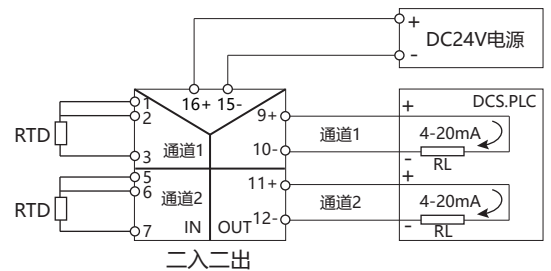 +
DC24V电源
-
16+ 15-
DCS.PLC
1
2
RTD
3
通道1
9+
10-
通道1
+
4-20mA
-
RL
5
6
RTD
7
通道2
IN
OUT
11+
12-
通道2
+
4-20mA
-
RL
二入二出